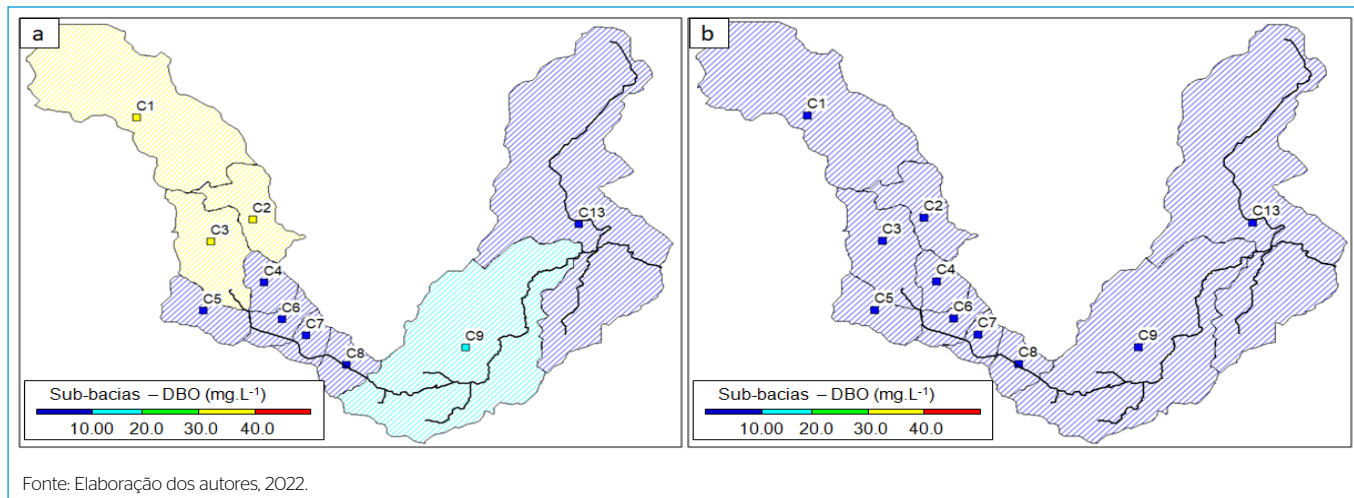 a
C1
C2
C3
C4
C5
C6
C7
C8
C9
C13
Sub-bacias – DBO (mg.L⁻¹)
10.00 20.0 30.0 40.0
b
C1
C2
C3
C4
C5
C6
C7
C8
C9
C13
Sub-bacias – DBO (mg.L⁻¹)
10.00 20.0 30.0 40.0
Fonte: Elaboração dos autores, 2022.